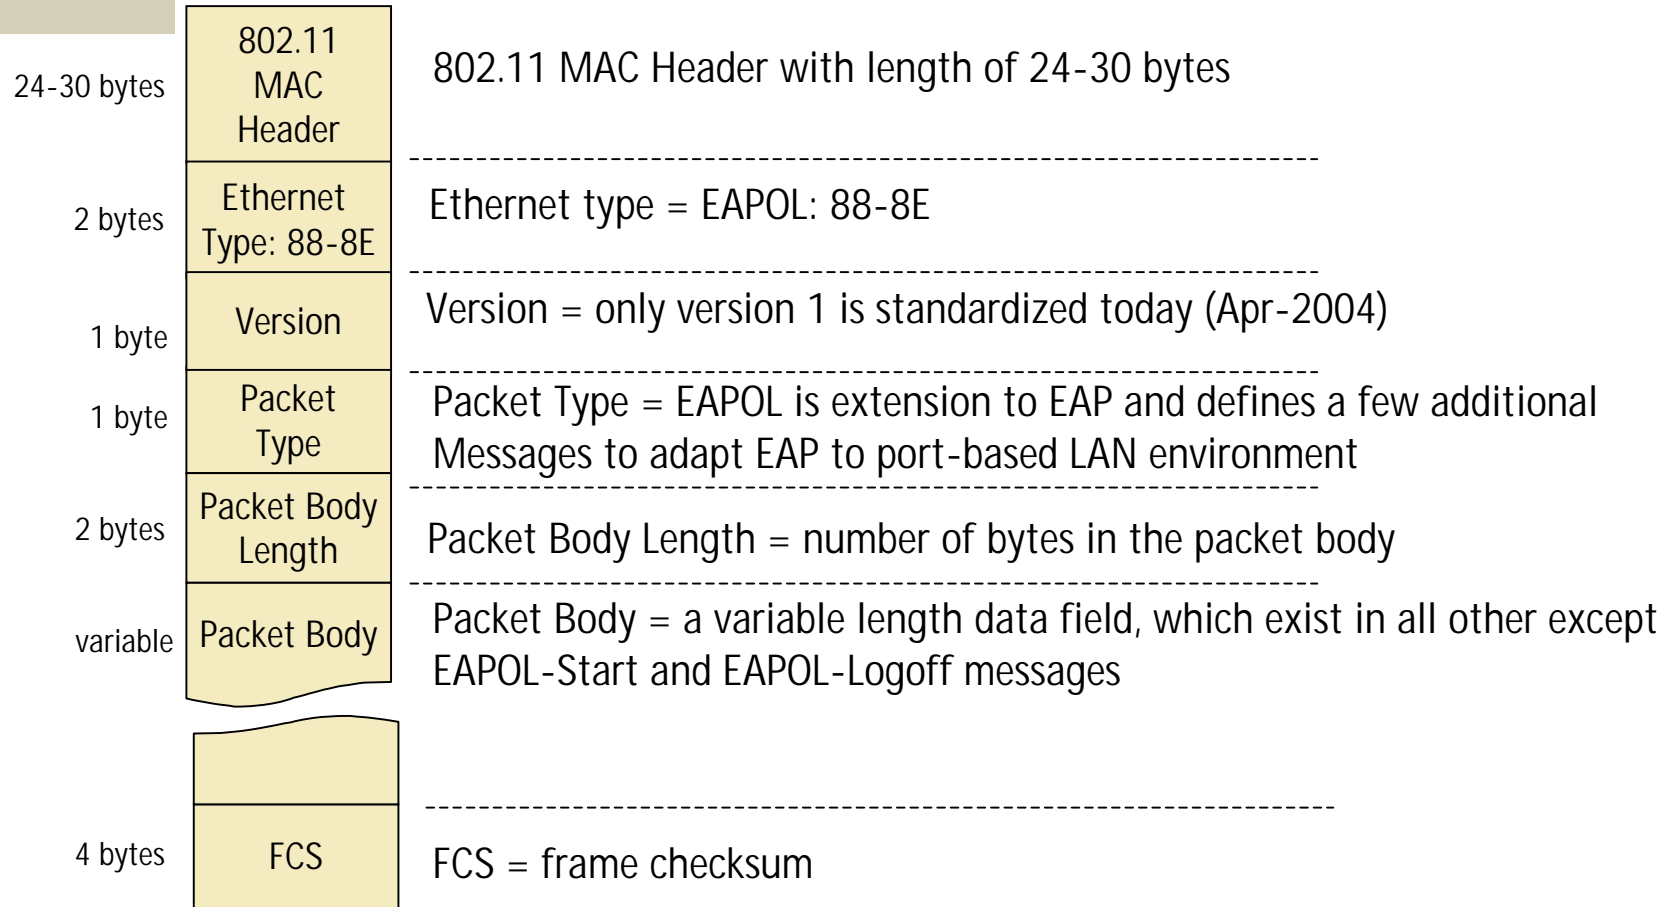 24-30 bytes
802.11
MAC
Header
802.11 MAC Header with length of 24-30 bytes
2 bytes
Ethernet
Type: 88-8E
Ethernet type = EAPOL: 88-8E
1 byte
Version
Version = only version 1 is standardized today (Apr-2004)
1 byte
Packet
Type
Packet Type = EAPOL is extension to EAP and defines a few additional
Messages to adapt EAP to port-based LAN environment
2 bytes
Packet Body
Length
Packet Body Length = number of bytes in the packet body
variable
Packet Body
Packet Body = a variable length data field, which exist in all other except
EAPOL-Start and EAPOL-Logoff messages
4 bytes
FCS
FCS = frame checksum